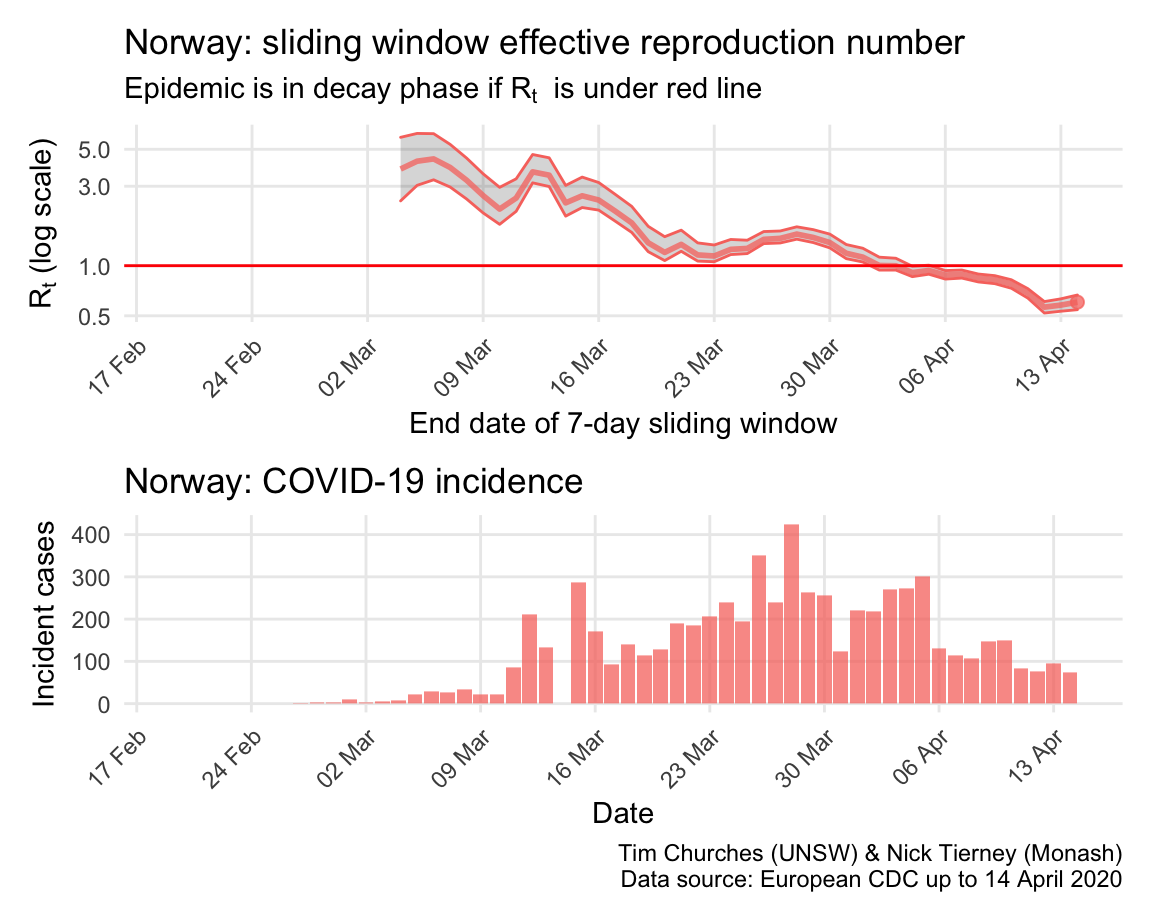 Norway: sliding window effective reproduction number
Epidemic is in decay phase if Rt is under red line
Rt (log scale)
5.0
3.0
1.0
0.5
17 Feb
24 Feb
02 Mar
09 Mar
16 Mar
23 Mar
30 Mar
06 Apr
13 Apr
End date of 7-day sliding window
Norway: COVID-19 incidence
Incident cases
400
300
200
100
0
17 Feb
24 Feb
02 Mar
09 Mar
16 Mar
23 Mar
30 Mar
06 Apr
13 Apr
Date
Tim Churches (UNSW) & Nick Tierney (Monash)
Data source: European CDC up to 14 April 2020